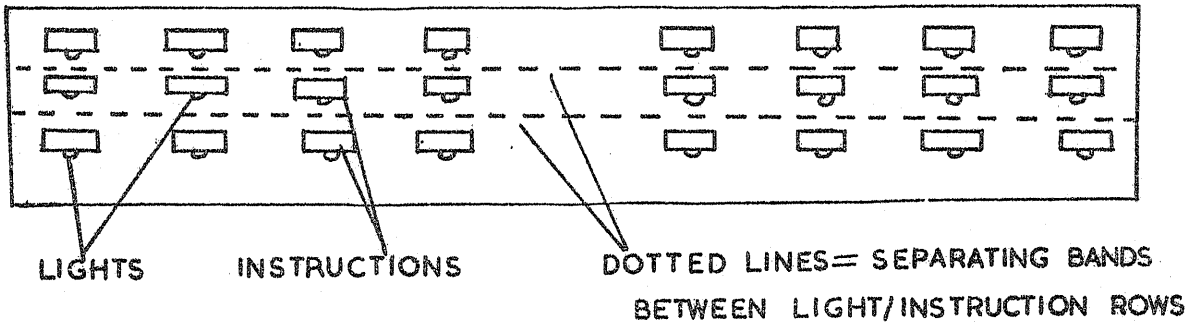 LIGHTS INSTRUCTIONS DOTTED LINES= SEPARATING BANDS
BETWEEN LIGHT/INSTRUCTION ROWS